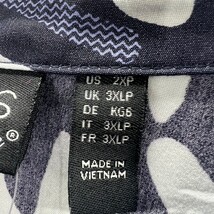 S
®
US 2XP
UK 3XLP
DE KG6
IT 3XLP
FR 3XLP
MADE IN
VIETNAM